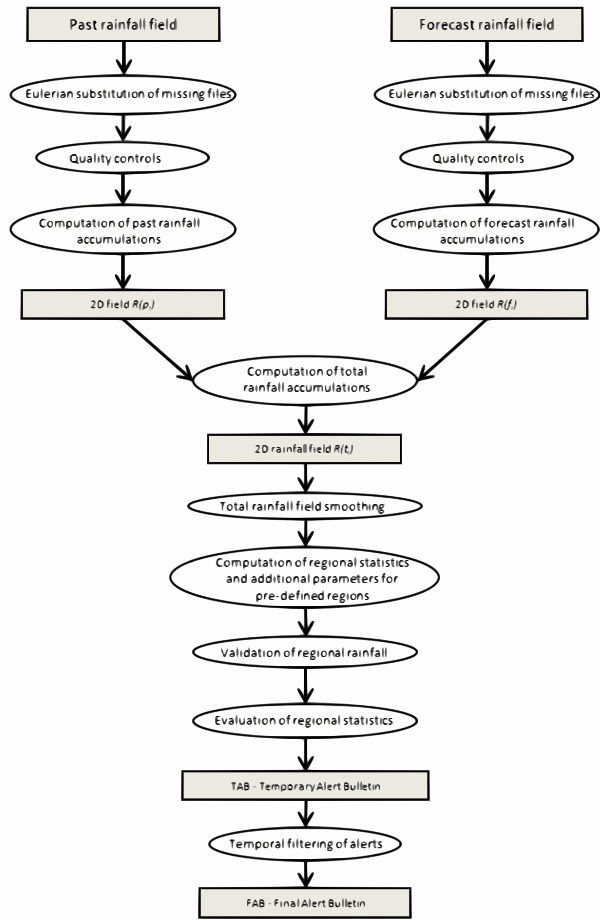 Past rainfall field
Forecast rainfall field
Eulerian substitution of missing files
Eulerian substitution of missing files
Quality controls
Quality controls
Computation of past rainfall
accumulations
Computation of forecast rainfall
accumulations
2D field R(pᵢ)
2D field R(fᵢ)
Computation of total
rainfall accumulations
2D rainfall field R(tᵢ)
Total rainfall field smoothing
Computation of regional statistics
and additional parameters for
pre-defined regions
Validation of regional rainfall
Evaluation of regional statistics
TAB - Temporary Alert Bulletin
Temporal filtering of alerts
FAB - Final Alert Bulletin